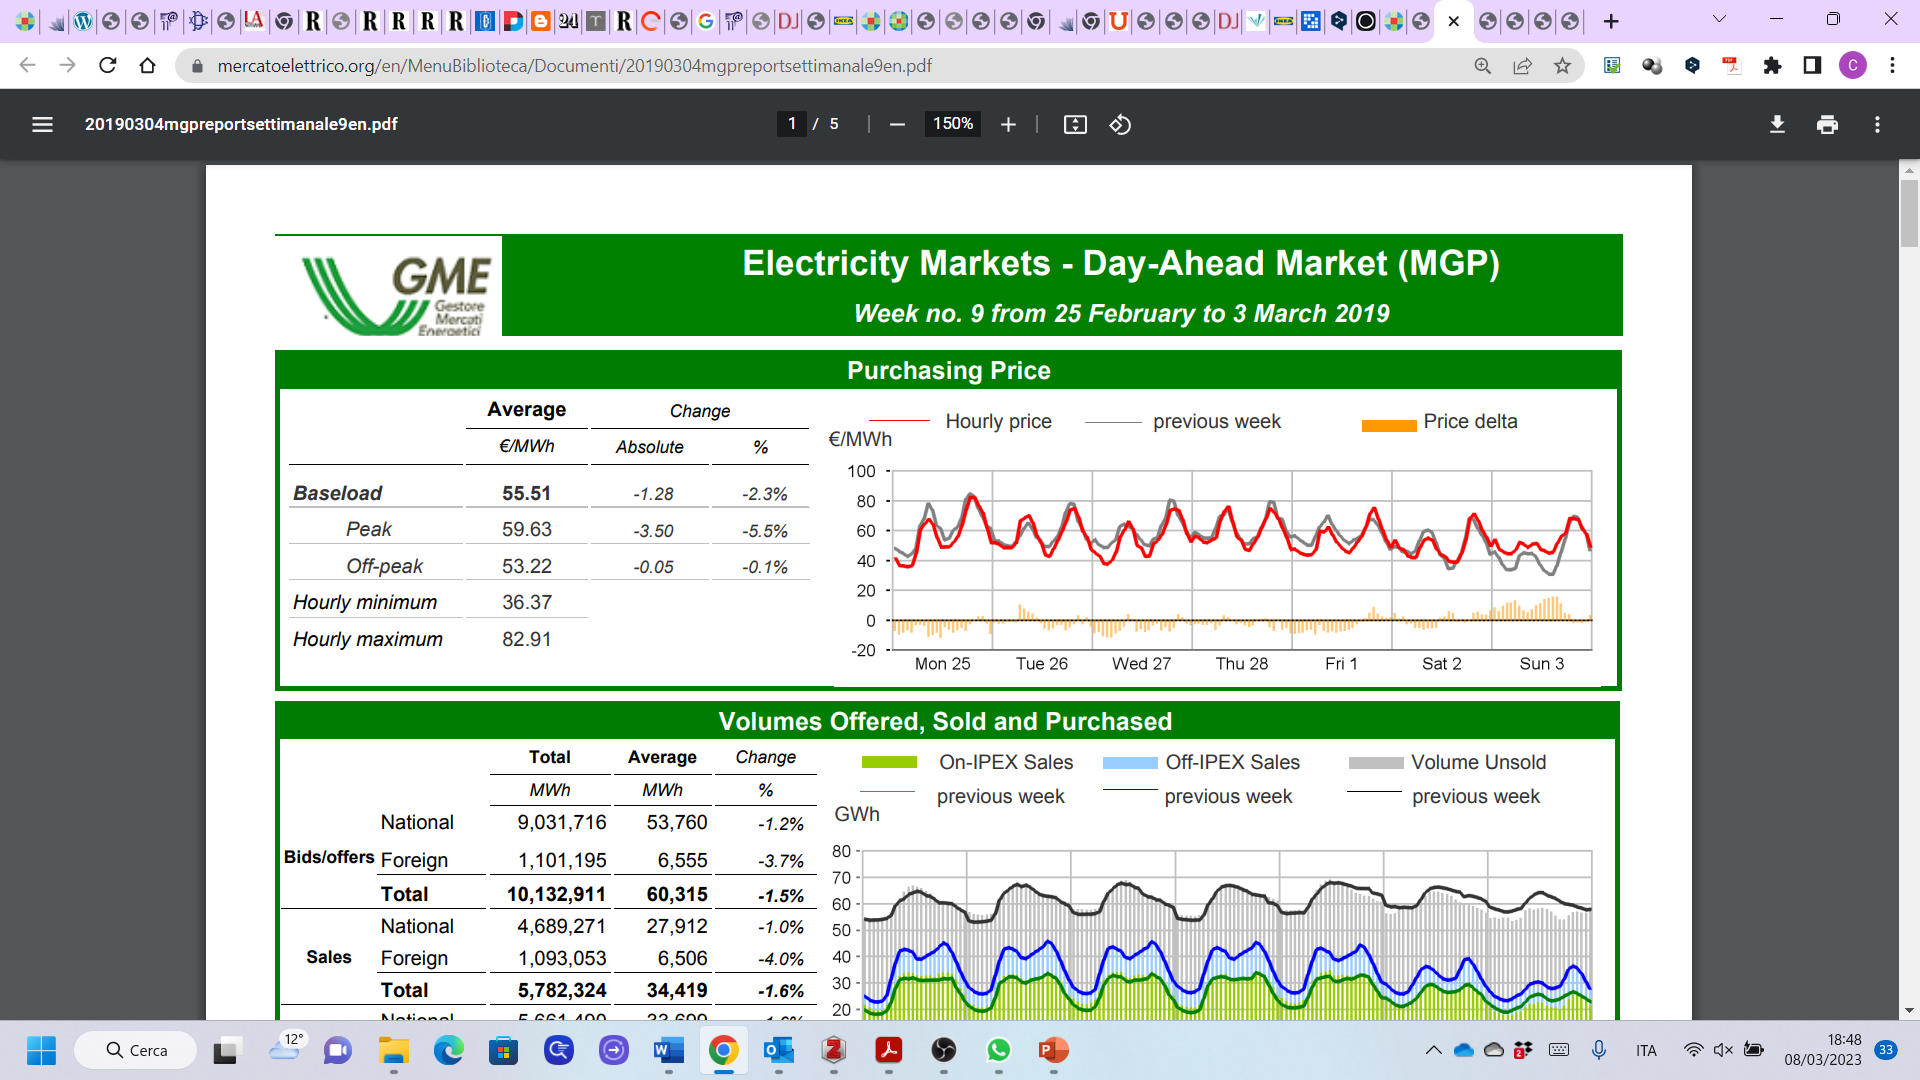 mercatoelettrico.org/en/MenuBiblioteca/Documenti/20190304mgpreportsettimanale9en.pdf
C
20190304mgpreportsettimanale9en.pdf
1 / 5
150%
GME
Gestore
Mercati
Energetici
Electricity Markets - Day-Ahead Market (MGP)
Week no. 9 from 25 February to 3 March 2019
Purchasing Price
Average Change
€/MWh Absolute %
Baseload 55.51 -1.28 -2.3%
Peak 59.63 -3.50 -5.5%
Off-peak 53.22 -0.05 -0.1%
Hourly minimum 36.37
Hourly maximum 82.91
Hourly price previous week Price delta
€/MWh
100
80
60
40
20
0
-20
Mon 25 Tue 26 Wed 27 Thu 28 Fri 1 Sat 2 Sun 3
Volumes Offered, Sold and Purchased
Total Average Change
MWh MWh %
National 9,031,716 53,760 -1.2%
Bids/offers Foreign 1,101,195 6,555 -3.7%
Total 10,132,911 60,315 -1.5%
National 4,689,271 27,912 -1.0%
Sales Foreign 1,093,053 6,506 -4.0%
Total 5,782,324 34,419 -1.6%
On-IPEX Sales Off-IPEX Sales Volume Unsold
previous week previous week previous week
GWh
80
70
60
50
40
30
20
12°
Cerca
ITA
18:48
08/03/2023
33